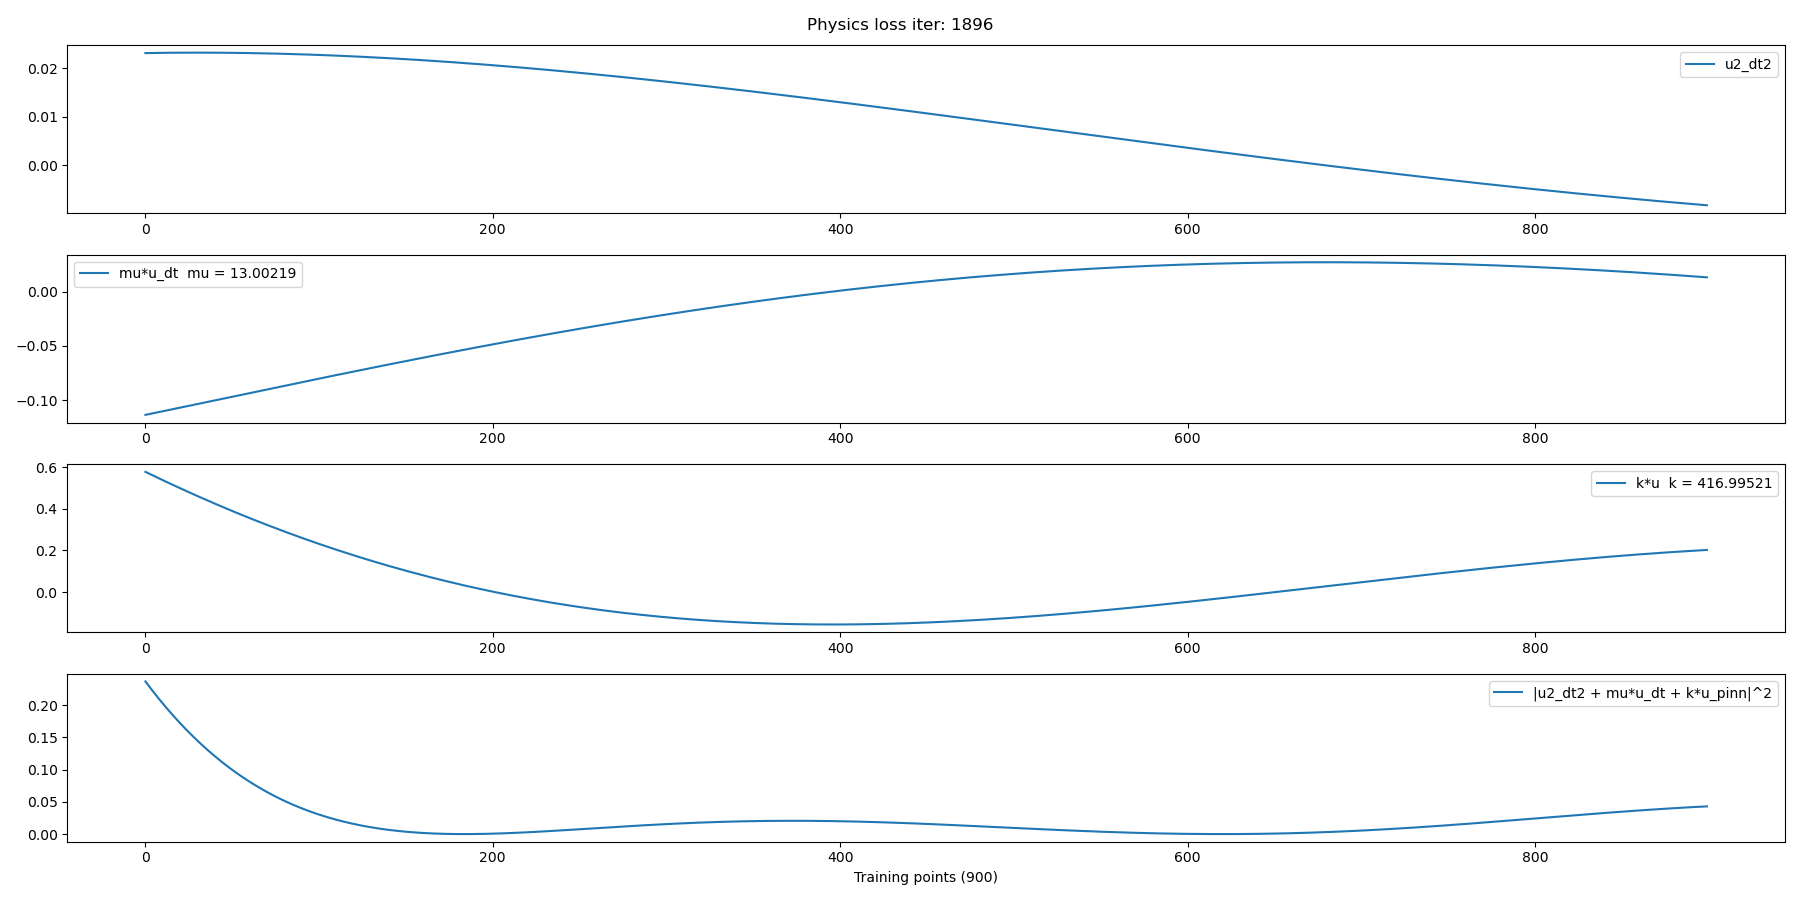 Physics loss iter: 1896
u2_dt2
0.02
0.01
0.00
0 200 400 600 800
mu*u_dt  mu = 13.00219
0.00
−0.05
−0.10
0 200 400 600 800
0.6
k*u  k = 416.99521
0.4
0.2
0.0
0 200 400 600 800
|u2_dt2 + mu*u_dt + k*u_pinn|^2
0.20
0.15
0.10
0.05
0.00
0 200 400 600 800
Training points (900)